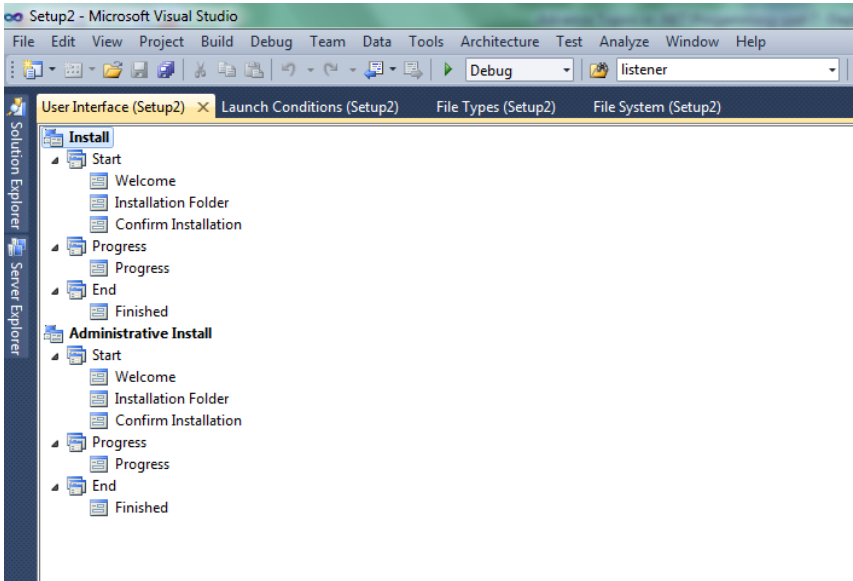 Setup2 - Microsoft Visual Studio
File Edit View Project Build Debug Team Data Tools Architecture Test Analyze Window Help
Debug listener
User Interface (Setup2) Launch Conditions (Setup2) File Types (Setup2) File System (Setup2)
Solution Explorer
Server Explorer
Install
Start
Welcome
Installation Folder
Confirm Installation
Progress
Progress
End
Finished
Administrative Install
Start
Welcome
Installation Folder
Confirm Installation
Progress
Progress
End
Finished